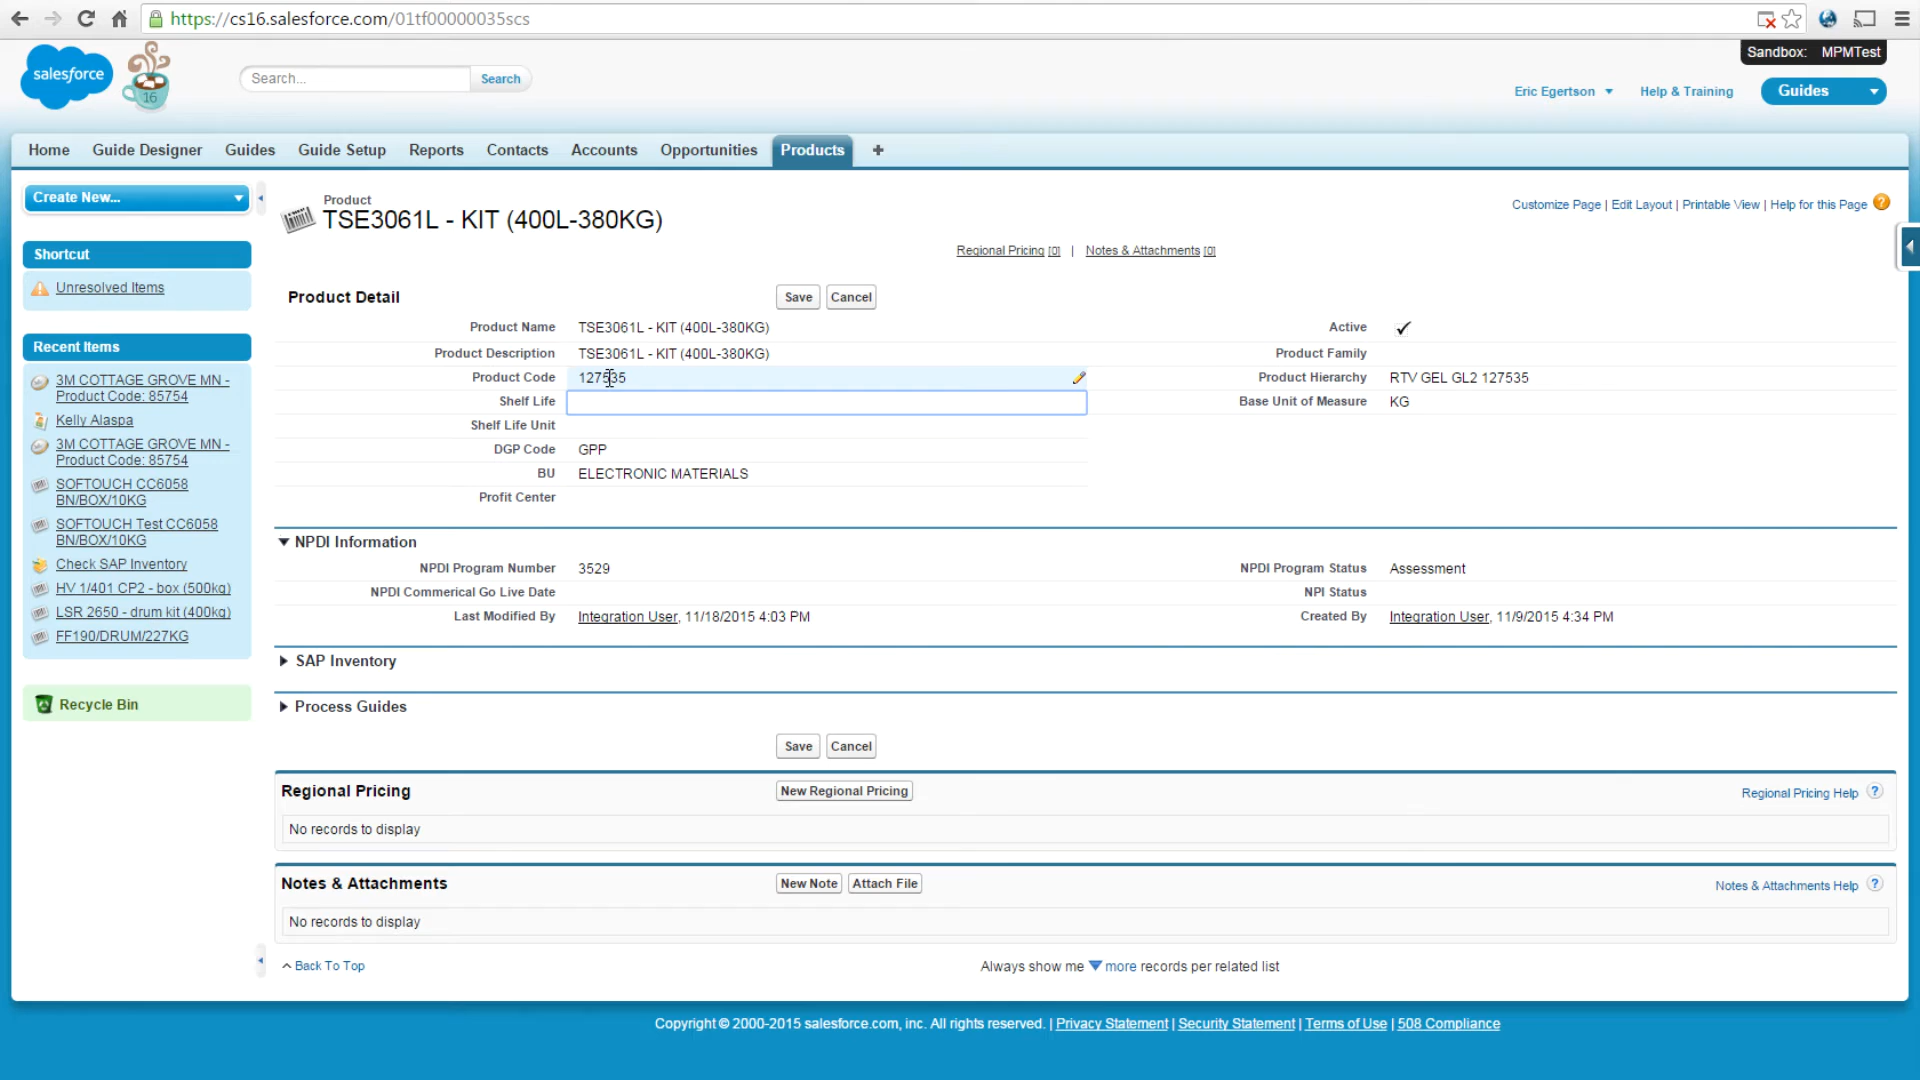 https://cs16.salesforce.com/01tf00000035scs
Sandbox: MPMTest
salesforce
16
Search...
Search
Eric Egertson
Help & Training
Guides
Home
Guide Designer
Guides
Guide Setup
Reports
Contacts
Accounts
Opportunities
Products
+
Create New...
Shortcut
Unresolved Items
Recent Items
3M COTTAGE GROVE MN -
Product Code: 85754
Kelly Alaspa
3M COTTAGE GROVE MN -
Product Code: 85754
SOFTOUCH CC6058
BN/BOX/10KG
SOFTOUCH Test CC6058
BN/BOX/10KG
Check SAP Inventory
HV 1/401 CP2 - box (500kg)
LSR 2650 - drum kit (400kg)
FF190/DRUM/227KG
Recycle Bin
Product
TSE3061L - KIT (400L-380KG)
Customize Page | Edit Layout | Printable View | Help for this Page ?
Regional Pricing [0] | Notes & Attachments [0]
Product Detail
Save
Cancel
Product Name TSE3061L - KIT (400L-380KG)
Active
Product Description TSE3061L - KIT (400L-380KG)
Product Family
Product Code 127535
Product Hierarchy RTV GEL GL2 127535
Shelf Life
Base Unit of Measure KG
Shelf Life Unit
DGP Code GPP
BU ELECTRONIC MATERIALS
Profit Center
NPDI Information
NPDI Program Number 3529
NPDI Program Status Assessment
NPDI Commerical Go Live Date
NPI Status
Last Modified By Integration User, 11/18/2015 4:03 PM
Created By Integration User, 11/9/2015 4:34 PM
SAP Inventory
Process Guides
Save
Cancel
Regional Pricing
New Regional Pricing
Regional Pricing Help ?
No records to display
Notes & Attachments
New Note
Attach File
Notes & Attachments Help ?
No records to display
Back To Top
Always show me more records per related list
Copyright © 2000-2015 salesforce.com, inc. All rights reserved. | Privacy Statement | Security Statement | Terms of Use | 508 Compliance